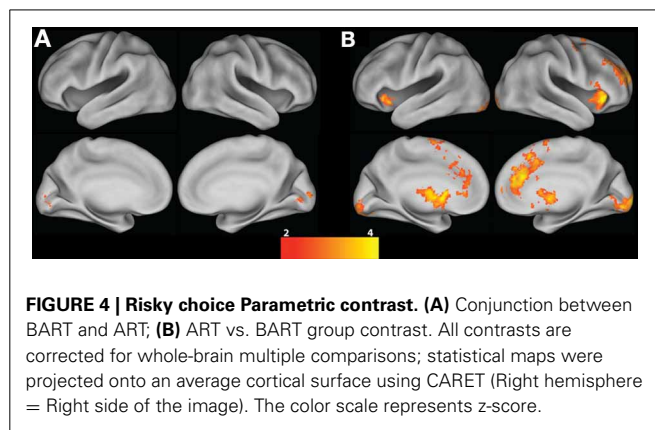 A
B
2
4
FIGURE 4 | Risky choice Parametric contrast. (A) Conjunction between
BART and ART; (B) ART vs. BART group contrast. All contrasts are
corrected for whole-brain multiple comparisons; statistical maps were
projected onto an average cortical surface using CARET (Right hemisphere
= Right side of the image). The color scale represents z-score.